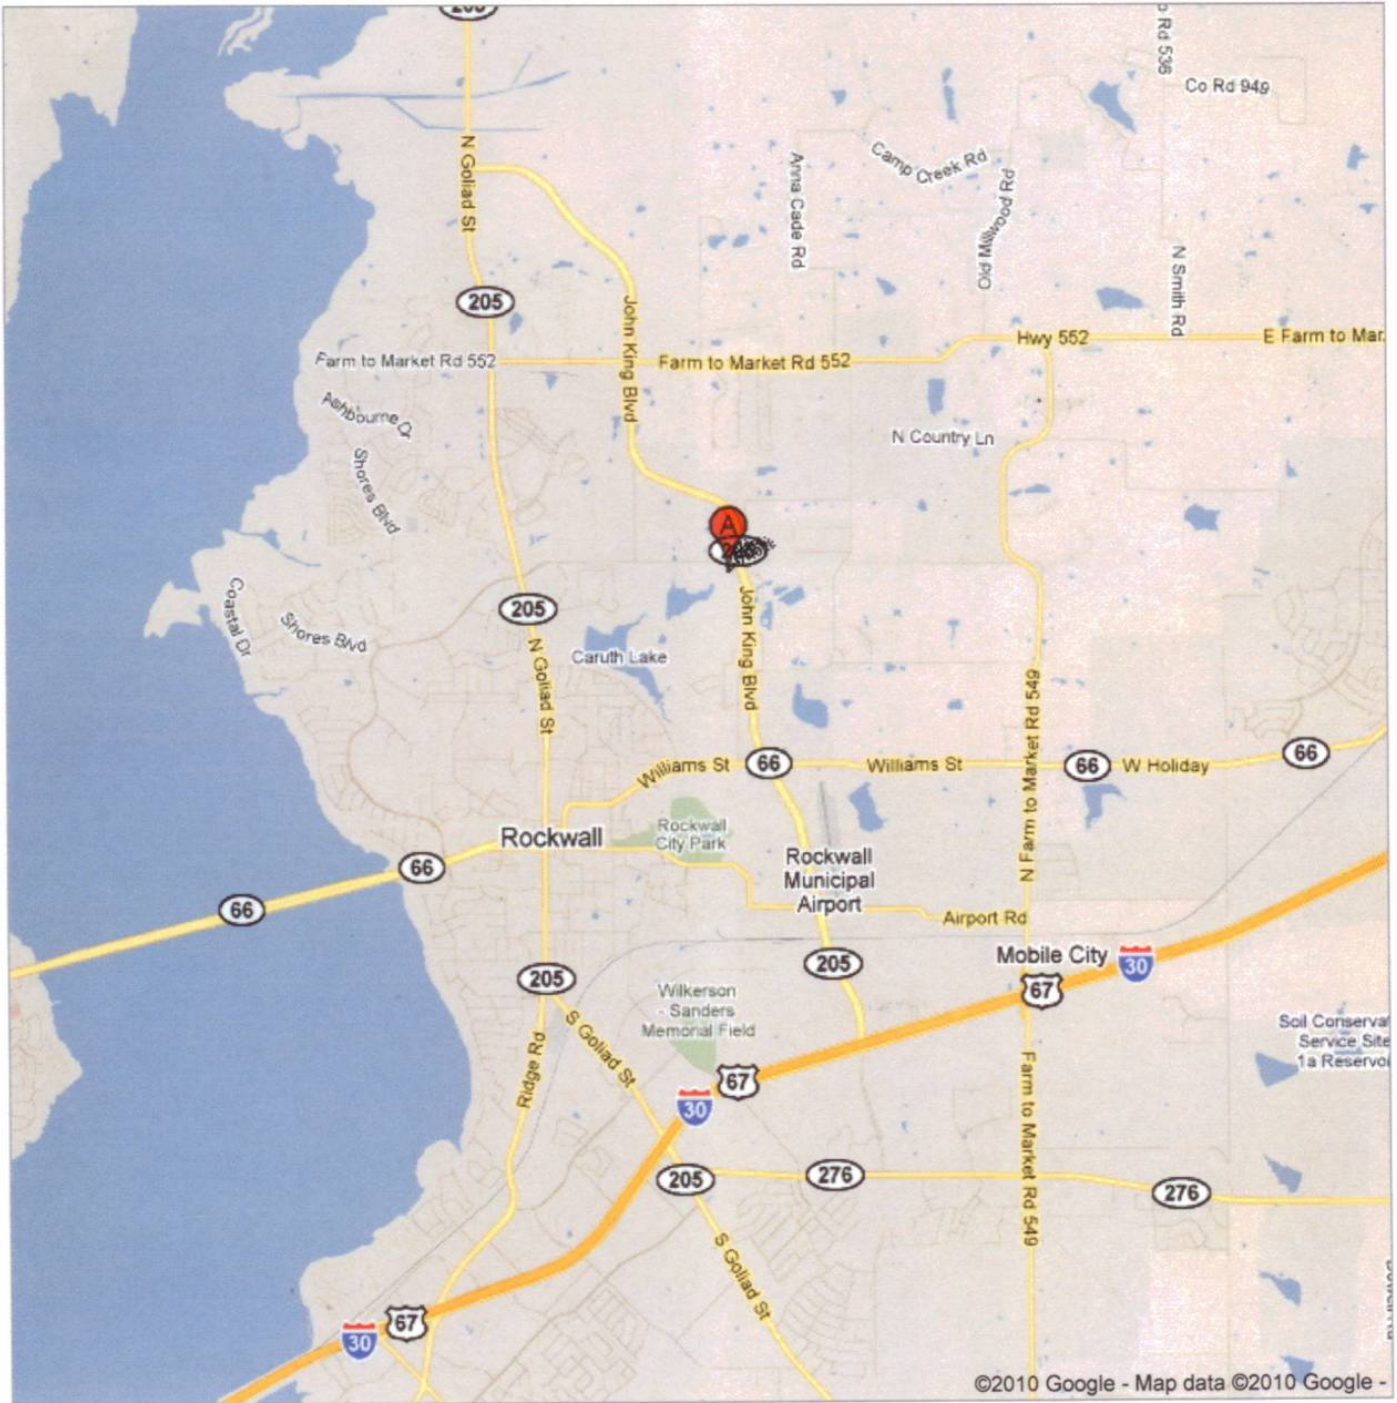 Co Rd 949
N Goliad St
Camp Creek Rd
Anna Cade Rd
Old Millwood Rd
N Smith Rd
205
John King Blvd
Hwy 552
E Farm to Mar
Farm to Market Rd 552
Farm to Market Rd 552
Ashbourne Cr
N Country Ln
Shores Blvd
A
Coastal Dr
Shores Blvd
205
John King Blvd
N Goliad St
Caruth Lake
N Farm to Market Rd 549
Williams St
66
Williams St
66
W Holiday
66
Rockwall
Rockwall
City Park
66
Rockwall
Municipal
Airport
66
Airport Rd
Mobile City
30
205
205
67
Wilkerson
- Sanders
Memorial Field
S Goliad St
Ridge Rd
Soil Conserva
Service Site
1a Reservo
67
30
Farm to Market Rd 549
205
276
276
S Goliad St
67
30
©2010 Google - Map data ©2010 Google -